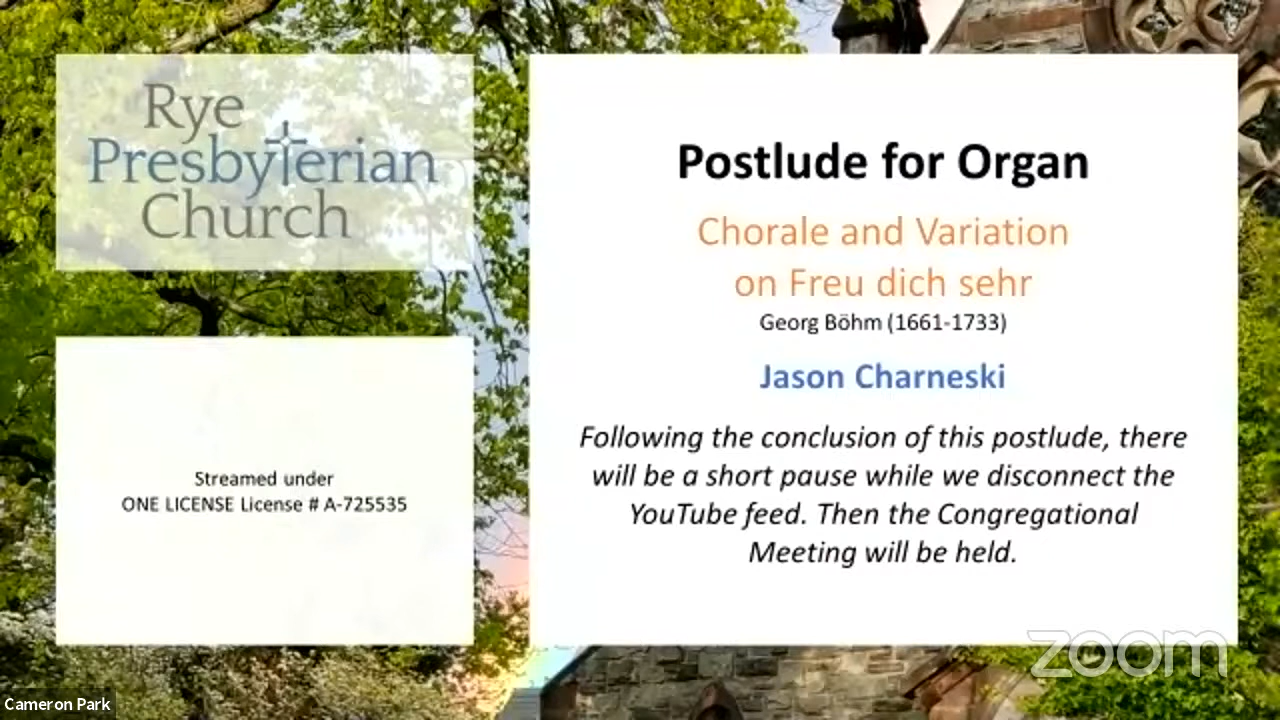 Rye
Presbyterian
Church
Postlude for Organ
Chorale and Variation
on Freu dich sehr
Georg Böhm (1661-1733)
Jason Charneski
Following the conclusion of this postlude, there
will be a short pause while we disconnect the
YouTube feed. Then the Congregational
Meeting will be held.
Streamed under
ONE LICENSE License # A-725535
zoom
Cameron Park